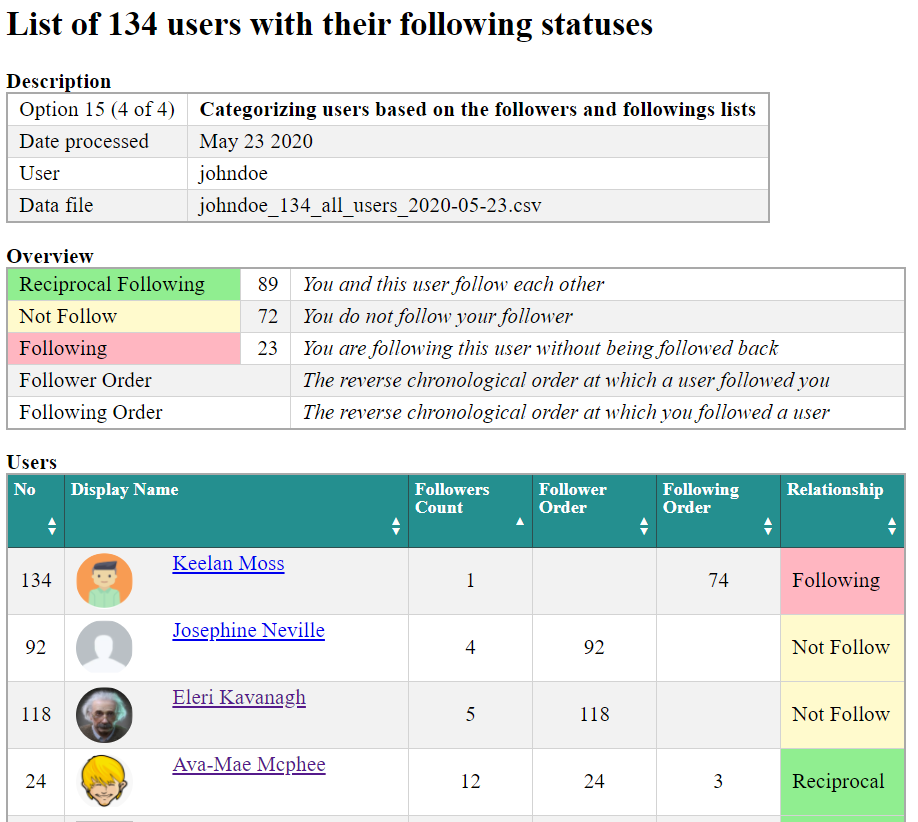 List of 134 users with their following statuses
Description
Option 15 (4 of 4) Categorizing users based on the followers and followings lists
Date processed May 23 2020
User johndoe
Data file johndoe_134_all_users_2020-05-23.csv
Overview
Reciprocal Following 89 You and this user follow each other
Not Follow 72 You do not follow your follower
Following 23 You are following this user without being followed back
Follower Order The reverse chronological order at which a user followed you
Following Order The reverse chronological order at which you followed a user
Users
No Display Name Followers Count Follower Order Following Order Relationship
134 Keelan Moss 1 74 Following
92 Josephine Neville 4 92 Not Follow
118 Eleri Kavanagh 5 118 Not Follow
24 Ava-Mae Mcphee 12 24 3 Reciprocal